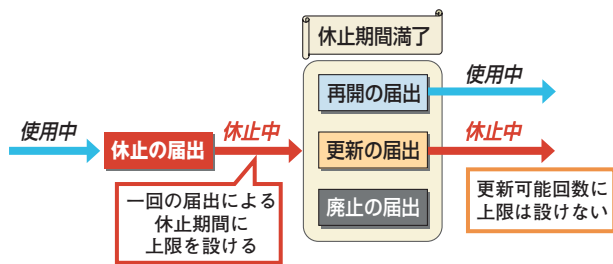 休止期間満了
使用中
再開の届出
使用中
休止の届出
休止中
更新の届出
休止中
一回の届出による
休止期間に
上限を設ける
廃止の届出
更新可能回数に
上限は設けない